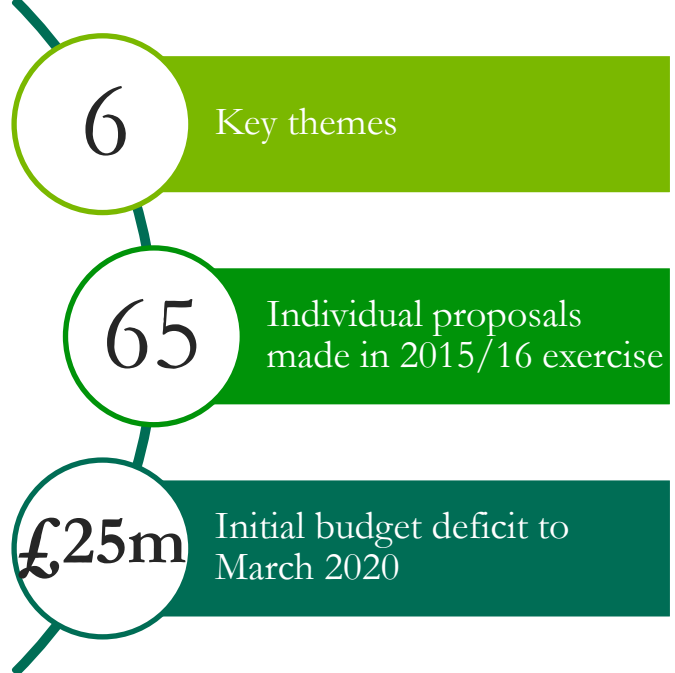 6
Key themes
65
Individual proposals
made in 2015/16 exercise
£25m
Initial budget deficit to
March 2020